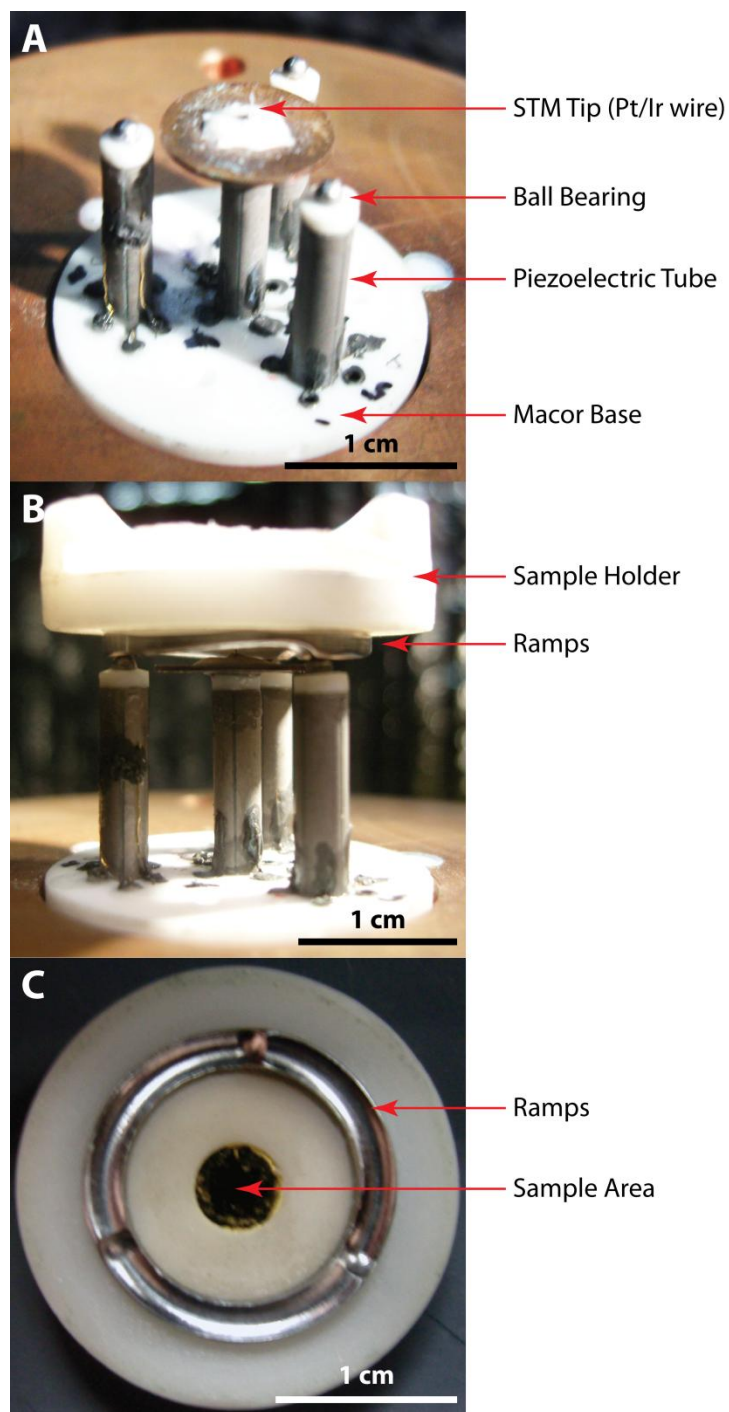 A
STM Tip (Pt/Ir wire)
Ball Bearing
Piezoelectric Tube
Macor Base
1 cm
B
Sample Holder
Ramps
1 cm
C
Ramps
Sample Area
1 cm